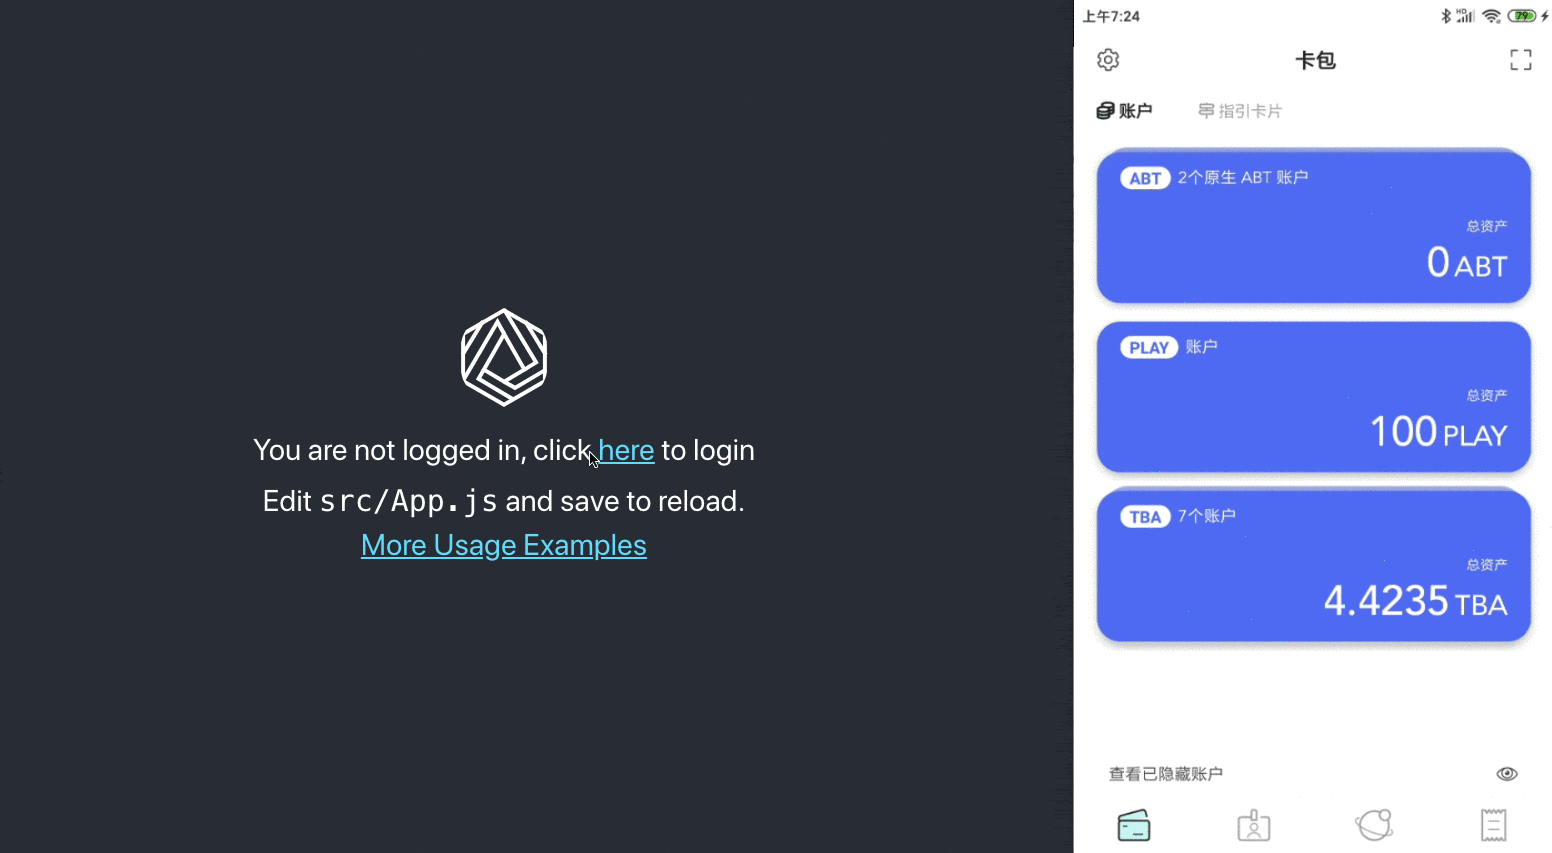 You are not logged in, click here to login
Edit src/App.js and save to reload.
More Usage Examples
上午7:24
HD
79
卡包
账户
指引卡片
ABT 2个原生 ABT 账户
总资产
0 ABT
PLAY 账户
总资产
100 PLAY
TBA 7个账户
总资产
4.4235 TBA
查看已隐藏账户